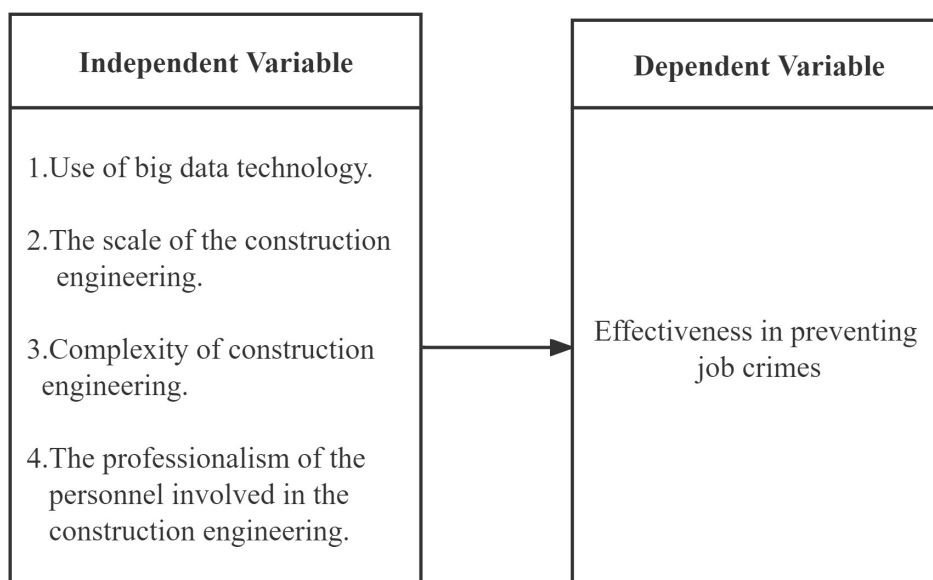 Independent Variable
1.Use of big data technology.
2.The scale of the construction
engineering.
3.Complexity of construction
engineering.
4.The professionalism of the
personnel involved in the
construction engineering.
Dependent Variable
Effectiveness in preventing
job crimes